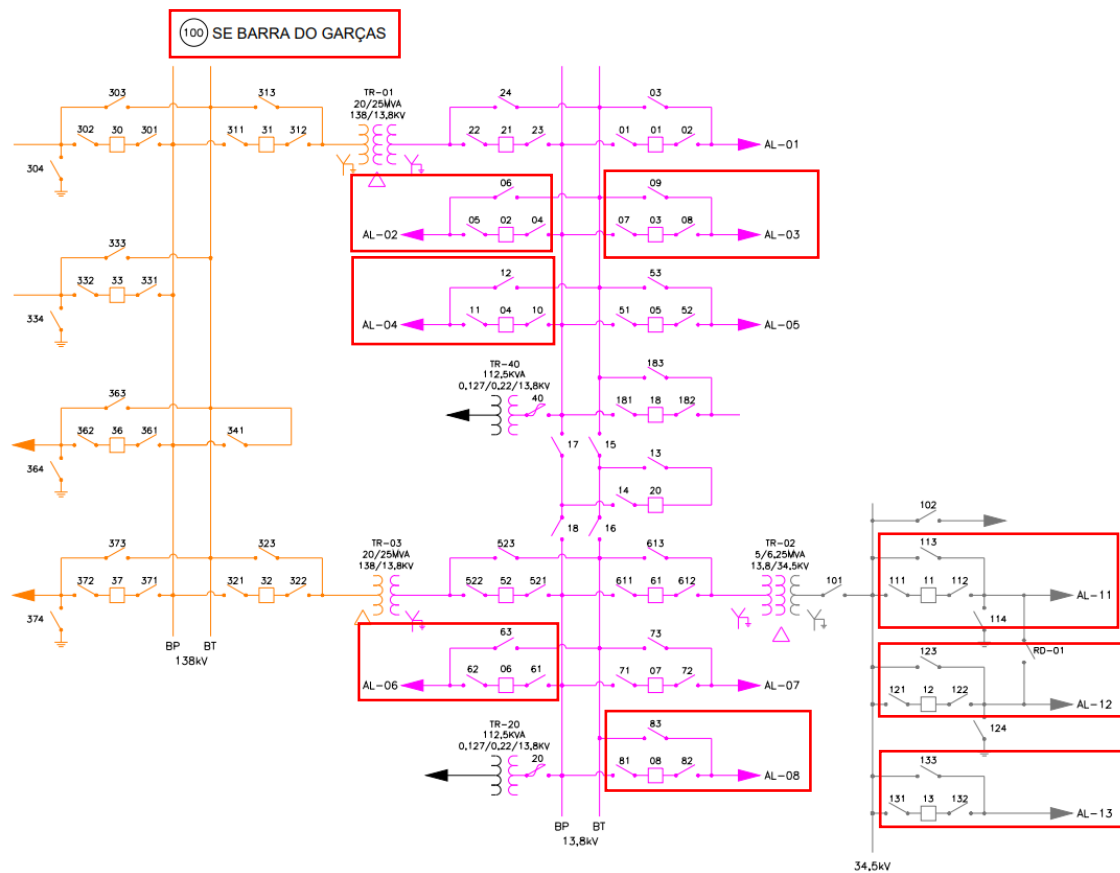 100 SE BARRA DO GARÇAS
303
313
TR-01
20/25MVA
138/13,8KV
24
03
302 30 301
311 31 312
22 21 23
01 01 02
AL-01
304
06
09
AL-02
05 02 04
07 03 08
AL-03
333
12
53
332 33 331
334
AL-04
11 04 10
51 05 52
AL-05
TR-40
112,5KVA
0,127/0,22/13,8KV
183
363
40
181 18 182
362 36 361
341
17
15
13
364
14 20
18
16
102
373
323
TR-03
20/25MVA
138/13,8KV
523
613
TR-02
5/6,25MVA
13,8/34,5KV
113
372 37 371
321 32 322
522 52 521
611 61 612
101
111 11 112
AL-11
374
114
BP BT
138kV
63
73
RD-01
123
AL-06
62 06 61
71 07 72
AL-07
121 12 122
AL-12
TR-20
112,5KVA
0,127/0,22/13,8KV
83
124
20
81 08 82
AL-08
133
131 13 132
AL-13
BP BT
13,8kV
34,5kV